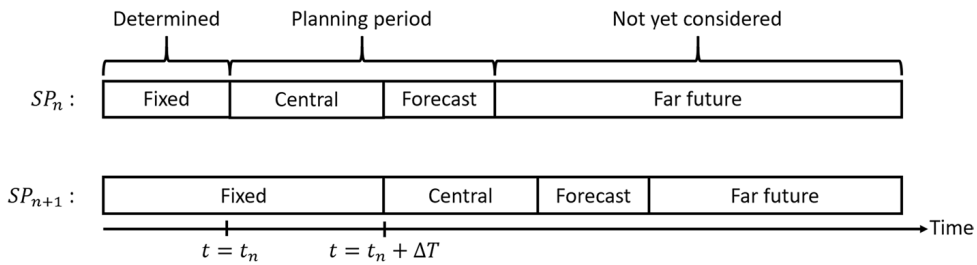 Determined Planning period Not yet considered
SPₙ : Fixed Central Forecast Far future
SPₙ₊₁ : Fixed Central Forecast Far future
Time
t = tₙ t = tₙ + ΔT